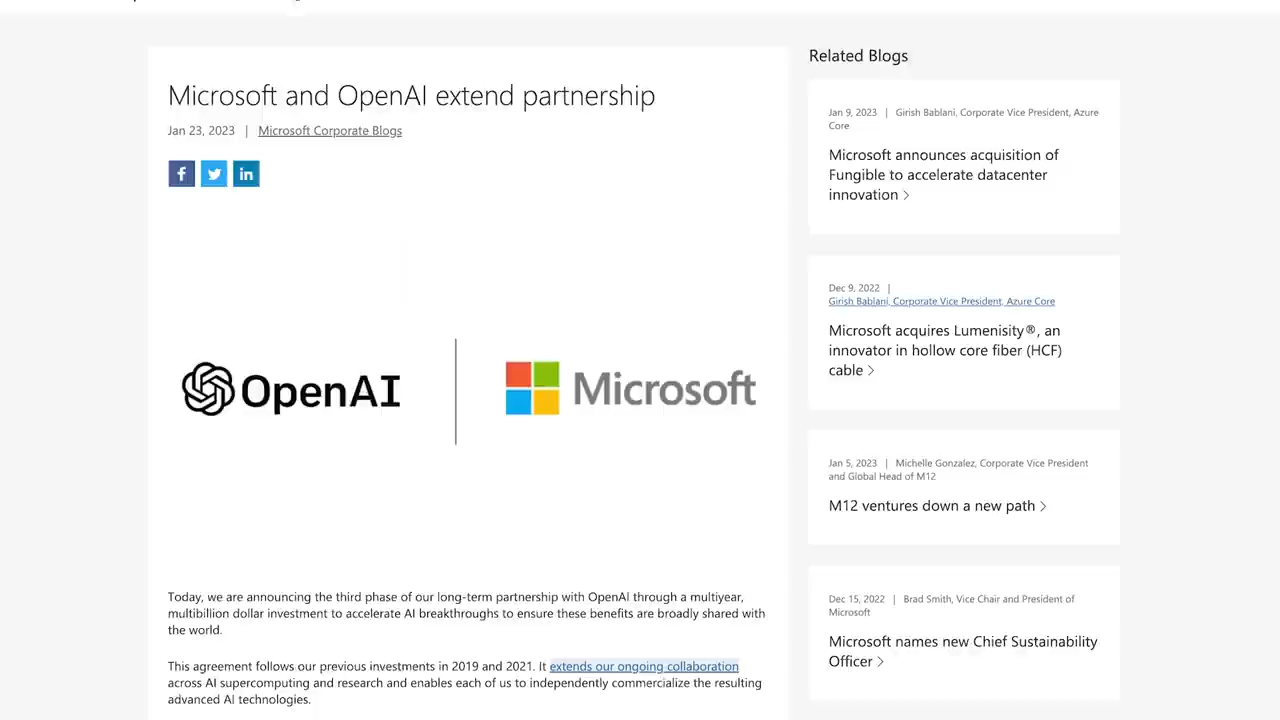 Microsoft and OpenAI extend partnership
Jan 23, 2023 | Microsoft Corporate Blogs
OpenAI
Microsoft
Today, we are announcing the third phase of our long-term partnership with OpenAI through a multiyear,
multibillion dollar investment to accelerate AI breakthroughs to ensure these benefits are broadly shared with
the world.
This agreement follows our previous investments in 2019 and 2021. It extends our ongoing collaboration
across AI supercomputing and research and enables each of us to independently commercialize the resulting
advanced AI technologies.
Related Blogs
Jan 9, 2023 | Girish Bablani, Corporate Vice President, Azure
Core
Microsoft announces acquisition of
Fungible to accelerate datacenter
innovation >
Dec 9, 2022 |
Girish Bablani, Corporate Vice President, Azure Core
Microsoft acquires Lumenisity®, an
innovator in hollow core fiber (HCF)
cable >
Jan 5, 2023 | Michelle Gonzalez, Corporate Vice President
and Global Head of M12
M12 ventures down a new path >
Dec 15, 2022 | Brad Smith, Vice Chair and President of
Microsoft
Microsoft names new Chief Sustainability
Officer >